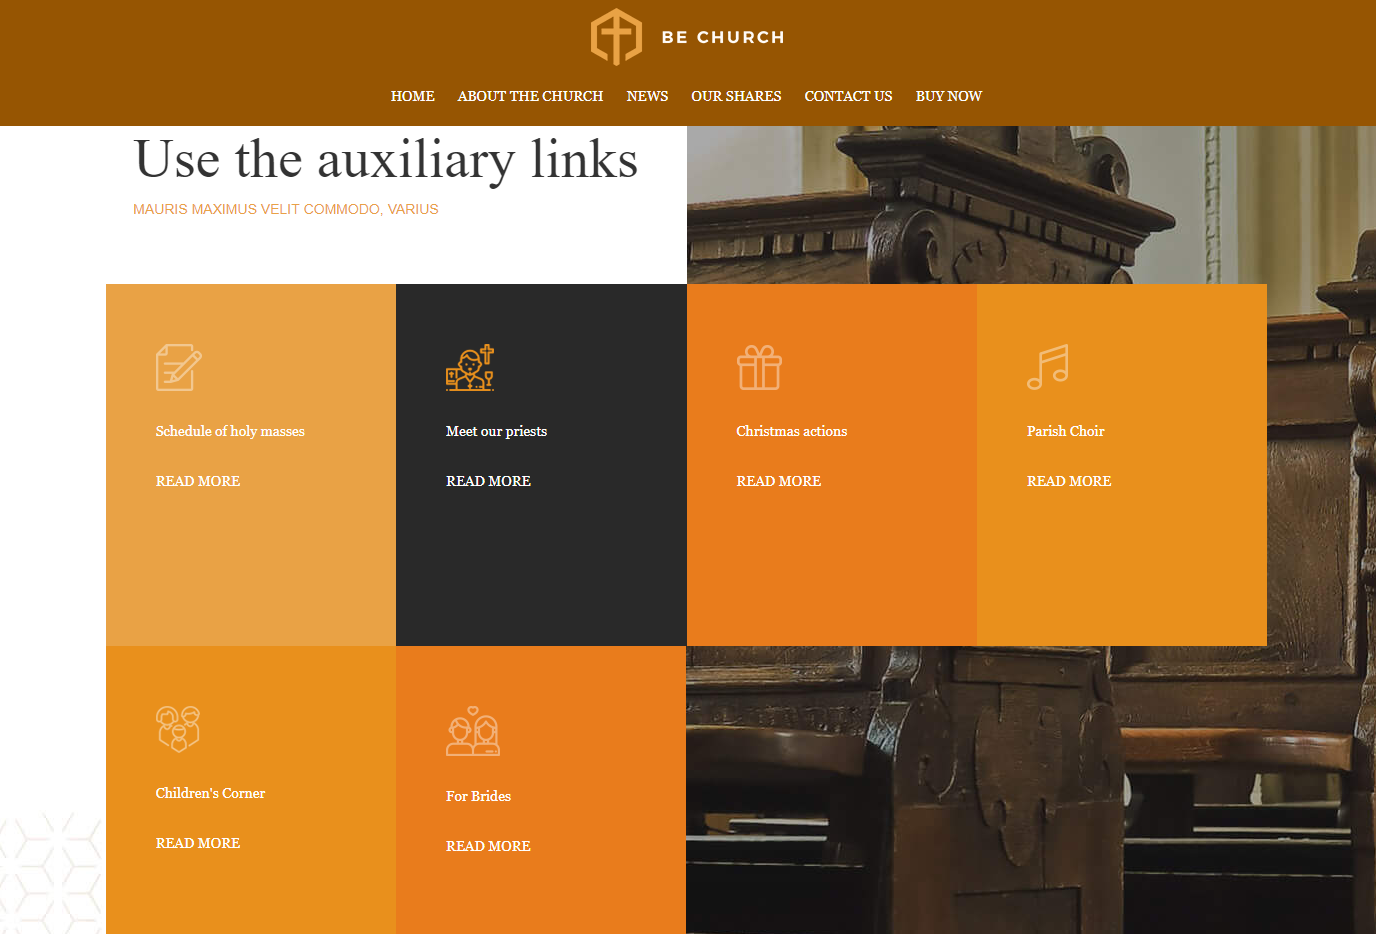 BE CHURCH
HOME ABOUT THE CHURCH NEWS OUR SHARES CONTACT US BUY NOW
Use the auxiliary links
MAURIS MAXIMUS VELIT COMMODO, VARIUS
Schedule of holy masses
READ MORE
Meet our priests
READ MORE
Christmas actions
READ MORE
Parish Choir
READ MORE
Children's Corner
READ MORE
For Brides
READ MORE